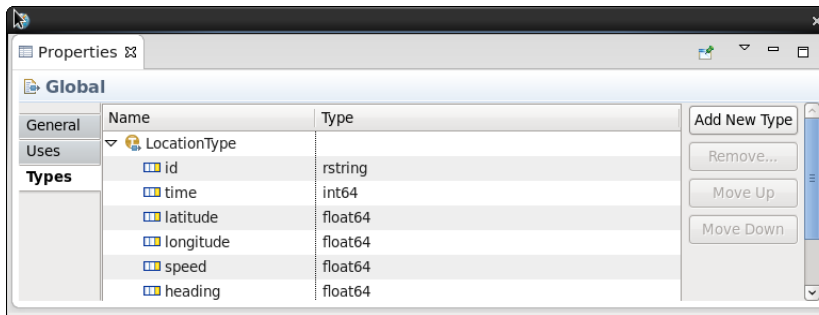 Properties
Global
General
Uses
Types
Name Type
LocationType
id rstring
time int64
latitude float64
longitude float64
speed float64
heading float64
Add New Type
Remove...
Move Up
Move Down